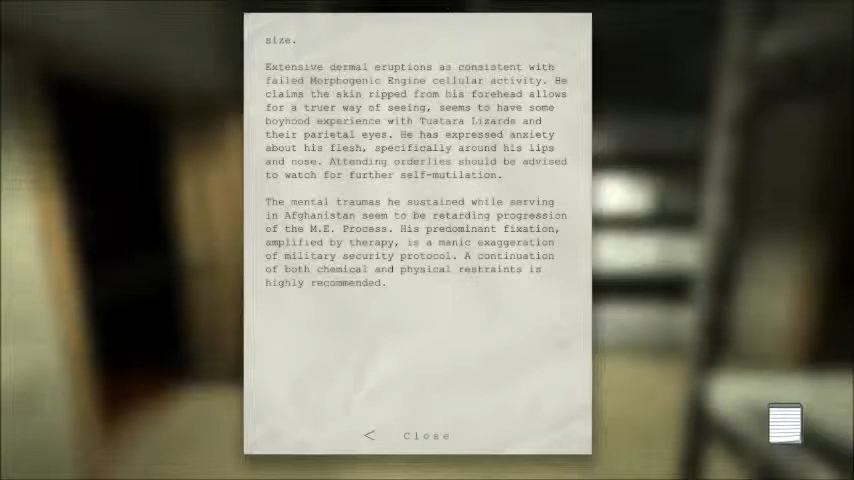 size.
Extensive dermal eruptions as consistent with
failed Morphogenic Engine cellular activity. He
claims the skin ripped from his forehead allows
for a truer way of seeing, seems to have some
boyhood experience with Tuatara Lizards and
their parietal eyes. He has expressed anxiety
about his flesh, specifically around his lips
and nose. Attending orderlies should be advised
to watch for further self-mutilation.
The mental traumas he sustained while serving
in Afghanistan seem to be retarding progression
of the M.E. Process. His predominant fixation,
amplified by therapy, is a manic exaggeration
of military security protocol. A continuation
of both chemical and physical restraints is
highly recommended.
< Close